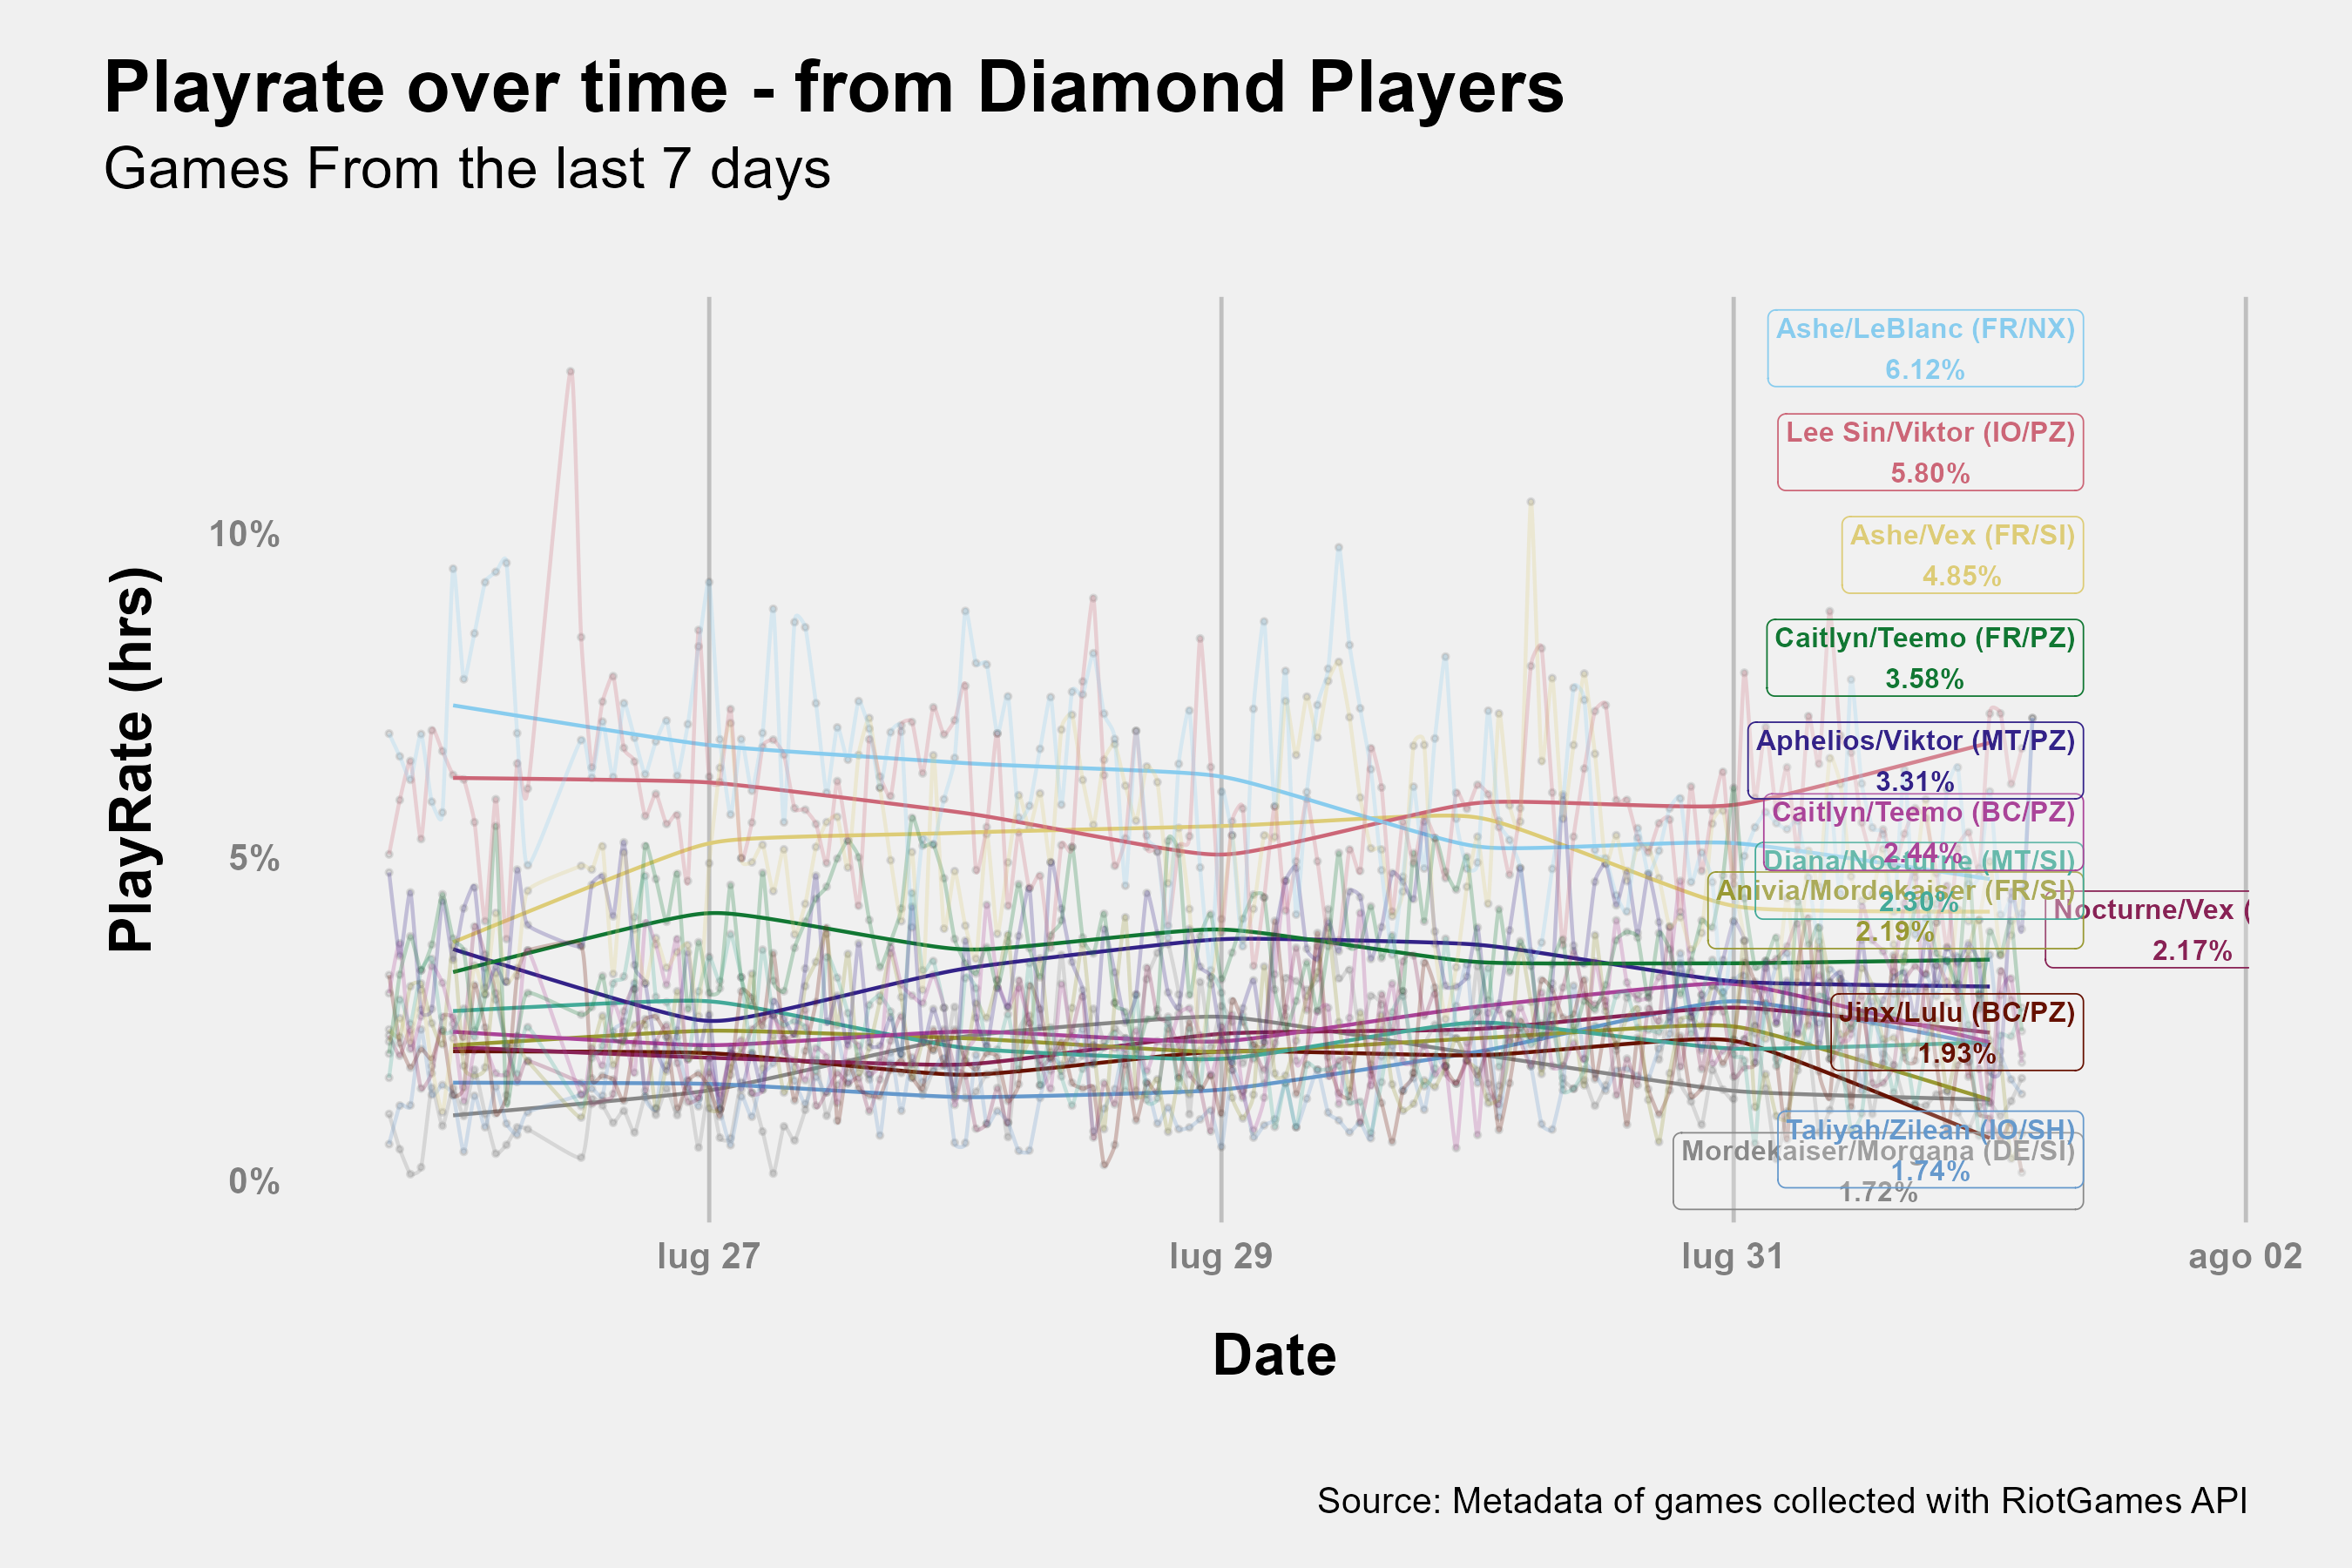 Playrate over time - from Diamond Players
Games From the last 7 days
PlayRate (hrs)
10%
5%
0%
Ashe/LeBlanc (FR/NX)
6.12%
Lee Sin/Viktor (IO/PZ)
5.80%
Ashe/Vex (FR/SI)
4.85%
Caitlyn/Teemo (FR/PZ)
3.58%
Aphelios/Viktor (MT/PZ)
3.31%
Caitlyn/Teemo (BC/PZ)
2.44%
Diana/Nocturne (MT/SI)
2.30%
Anivia/Mordekaiser (FR/SI)
2.19%
Nocturne/Vex (
2.17%
Jinx/Lulu (BC/PZ)
1.93%
Taliyah/Zilean (IO/SH)
1.74%
Mordekaiser/Morgana (DE/SI)
1.72%
lug 27
lug 29
lug 31
ago 02
Date
Source: Metadata of games collected with RiotGames API